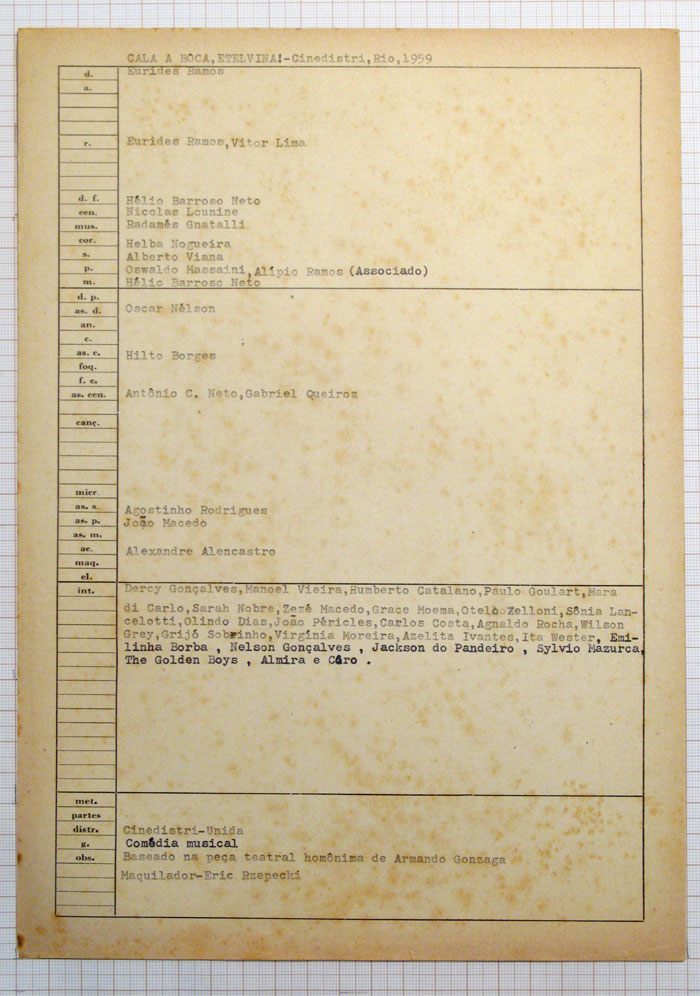 CALA A BÔCA,ETELVINA!-Cinedistri,Rio,1959
d. Eurides Ramos
a.
r. Eurides Ramos,Vitor Lima
d. f. Hélio Barroso Neto
cen. Nicolas Lounine
mus. Radamés Gnatalli
cor. Helba Nogueira
s. Alberto Viana
p. Oswaldo Massaini,Alípio Ramos (Associado)
m. Hélio Barroso Neto
d. p.
as. d. Oscar Nélson
an.
c.
as. c. Hilto Borges
foq.
f. c.
as. cen. Antônio C. Neto,Gabriel Queiroz
canç.
micr.
as. s. Agostinho Rodrigues
as. p. João Macedo
as. m.
ac. Alexandre Alencastro
maq.
el.
int. Dercy Gonçalves,Manoel Vieira,Humberto Catalano,Paulo Goulart,Mara
di Carlo,Sarah Nobre,Zezé Macedo,Grace Moema,Otelo Zelloni,Sônia Lan-
celotti,Olindo Dias,João Péricles,Carlos Costa,Agnaldo Rocha,Wilson
Grey,Grijó Sobrinho,Virgínia Moreira,Azelita Ivantes,Ita Wester, Emi-
linha Borba , Nelson Gonçalves , Jackson do Pandeiro , Sylvio Mazurca,
The Golden Boys , Almira e Côro .
met.
partes
distr. Cinedistri-Unida
g. Comédia musical
obs. Baseado na peça teatral homônima de Armando Gonzaga
Maquilador-Eric Rzepecki